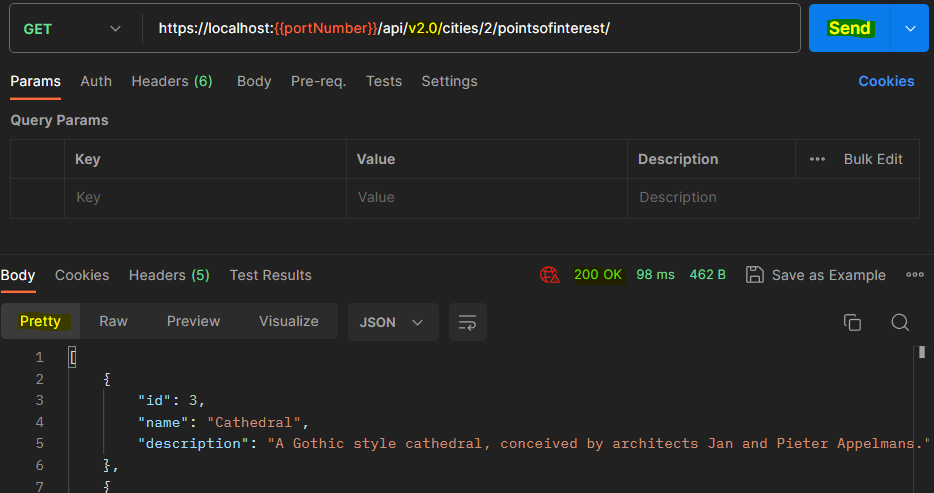 GET https://localhost:{{portNumber}}/api/v2.0/cities/2/pointsofinterest/ Send
Params Auth Headers (6) Body Pre-req. Tests Settings Cookies
Query Params
Key Value Description ••• Bulk Edit
Key Value Description
Body Cookies Headers (5) Test Results 200 OK 98 ms 462 B Save as Example •••
Pretty Raw Preview Visualize JSON
1 [
2 {
3 "id": 3,
4 "name": "Cathedral",
5 "description": "A Gothic style cathedral, conceived by architects Jan and Pieter Appelmans."
6 },
7 {